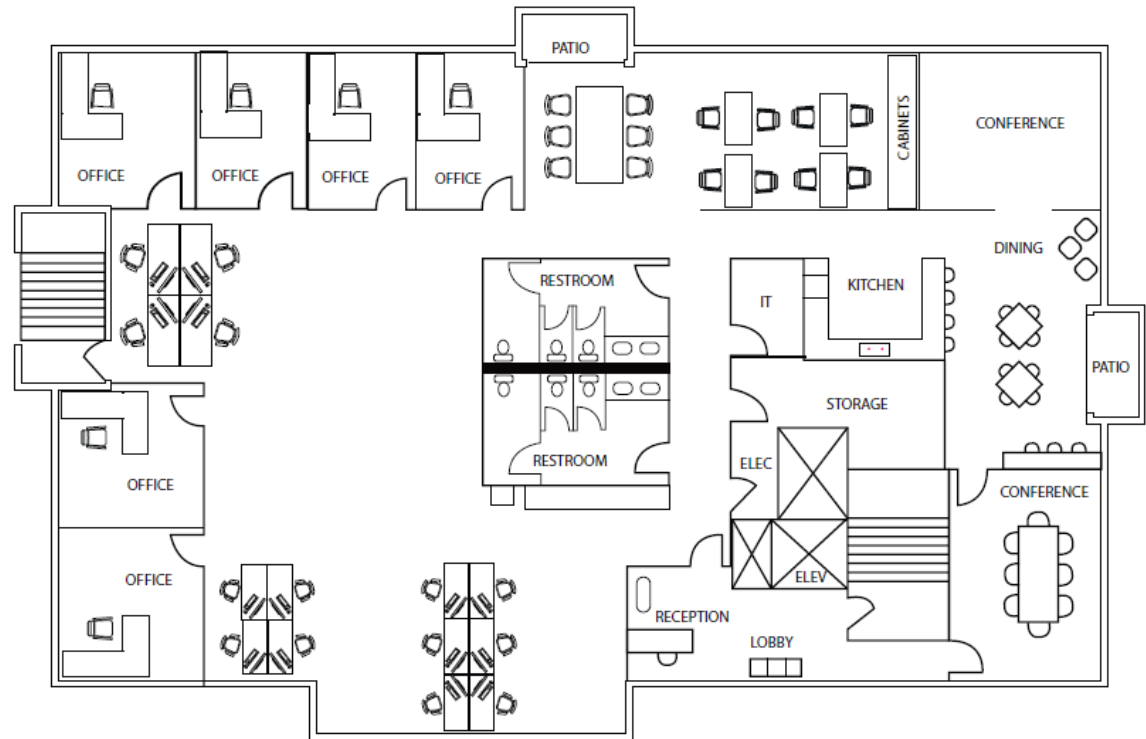 PATIO
CABINETS
CONFERENCE
OFFICE
OFFICE
OFFICE
OFFICE
DINING
RESTROOM
IT
KITCHEN
PATIO
STORAGE
RESTROOM
ELEC
OFFICE
CONFERENCE
OFFICE
ELEV
RECEPTION
LOBBY